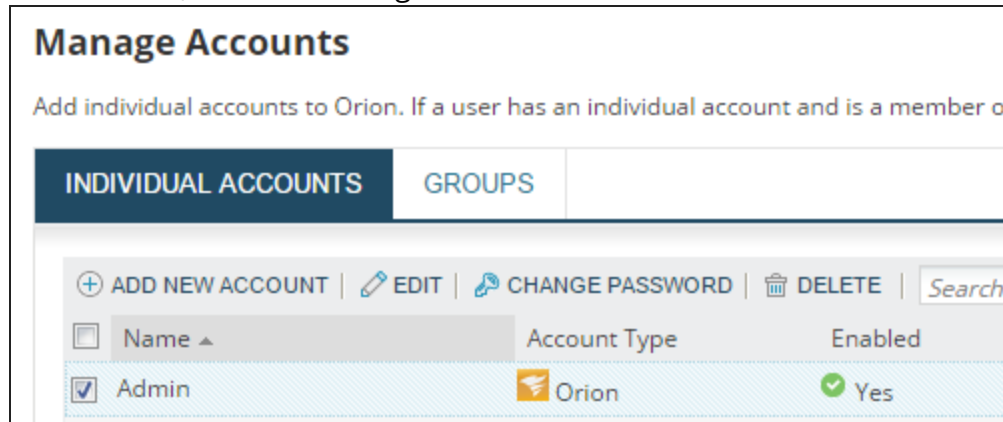 Manage Accounts
Add individual accounts to Orion. If a user has an individual account and is a member
INDIVIDUAL ACCOUNTS GROUPS
ADD NEW ACCOUNT | EDIT | CHANGE PASSWORD | DELETE | Search
Name Account Type Enabled
Admin Orion Yes